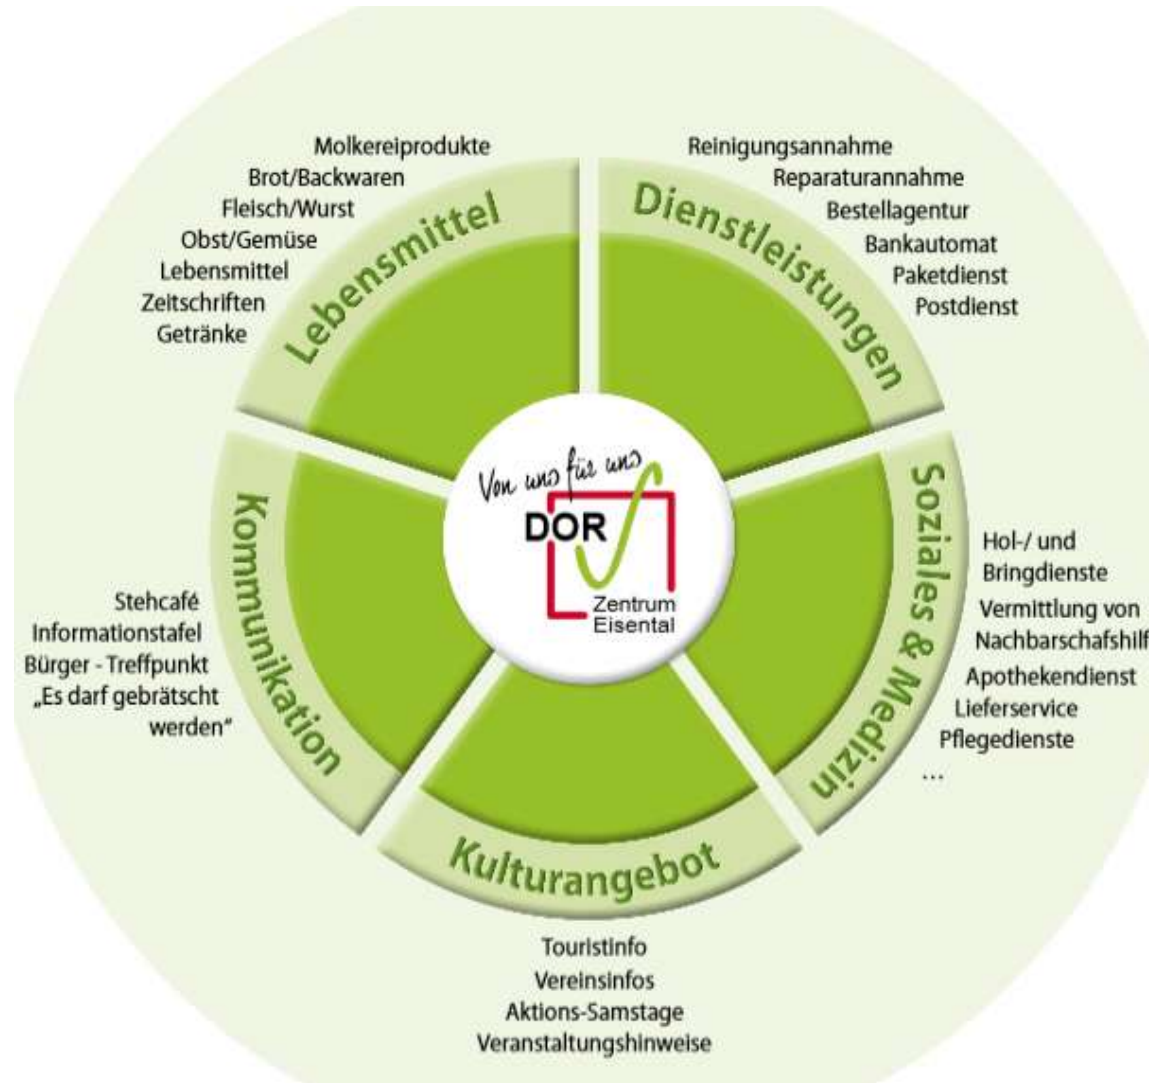 Molkereiprodukte
Brot/Backwaren
Fleisch/Wurst
Obst/Gemüse
Lebensmittel
Zeitschriften
Getränke
Lebensmittel
Reinigungsannahme
Reparaturannahme
Bestellagentur
Bankautomat
Paketdienst
Postdienst
Dienstleistungen
Von uns für uns
DORV
Zentrum
Eisental
Soziales & Medizin
Hol-/ und
Bringdienste
Vermittlung von
Nachbarschafshilf
Apothekendienst
Lieferservice
Pflegedienste
...
Kommunikation
Stehcafé
Informationstafel
Bürger - Treffpunkt
„Es darf gebrätscht
werden“
Kulturangebot
Touristinfo
Vereinsinfos
Aktions-Samstage
Veranstaltungshinweise